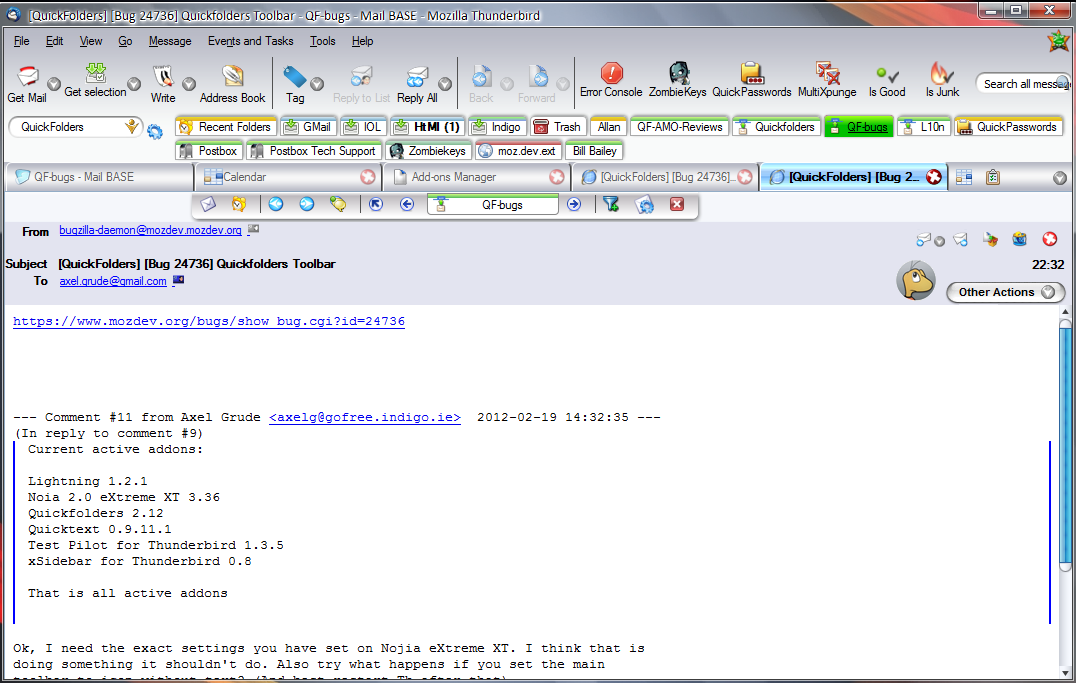 [QuickFolders] [Bug 24736] Quickfolders Toolbar - QF-bugs - Mail BASE - Mozilla Thunderbird
File Edit View Go Message Events and Tasks Tools Help
Get Mail Get selection Write Address Book Tag Reply to List Reply All Back Forward Error Console ZombieKeys QuickPasswords MultiXpunge Is Good Is Junk Search all messag
QuickFolders Recent Folders GMail IOL HtMl (1) Indigo Trash Allan QF-AMO-Reviews Quickfolders QF-bugs L10n QuickPasswords
Postbox Postbox Tech Support Zombiekeys moz.dev.ext Bill Bailey
QF-bugs - Mail BASE Calendar Add-ons Manager [QuickFolders] [Bug 24736]... [QuickFolders] [Bug 2...
QF-bugs
From bugzilla-daemon@mozdev.mozdev.org
Subject [QuickFolders] [Bug 24736] Quickfolders Toolbar 22:32
To axel.grude@gmail.com
Other Actions
https://www.mozdev.org/bugs/show_bug.cgi?id=24736
--- Comment #11 from Axel Grude <axelg@gofree.indigo.ie> 2012-02-19 14:32:35 ---
(In reply to comment #9)
Current active addons:
Lightning 1.2.1
Noia 2.0 eXtreme XT 3.36
Quickfolders 2.12
Quicktext 0.9.11.1
Test Pilot for Thunderbird 1.3.5
xSidebar for Thunderbird 0.8
That is all active addons
Ok, I need the exact settings you have set on Nojia eXtreme XT. I think that is
doing something it shouldn't do. Also try what happens if you set the main
toolbar to icon without text? (And best restart Tb after that)